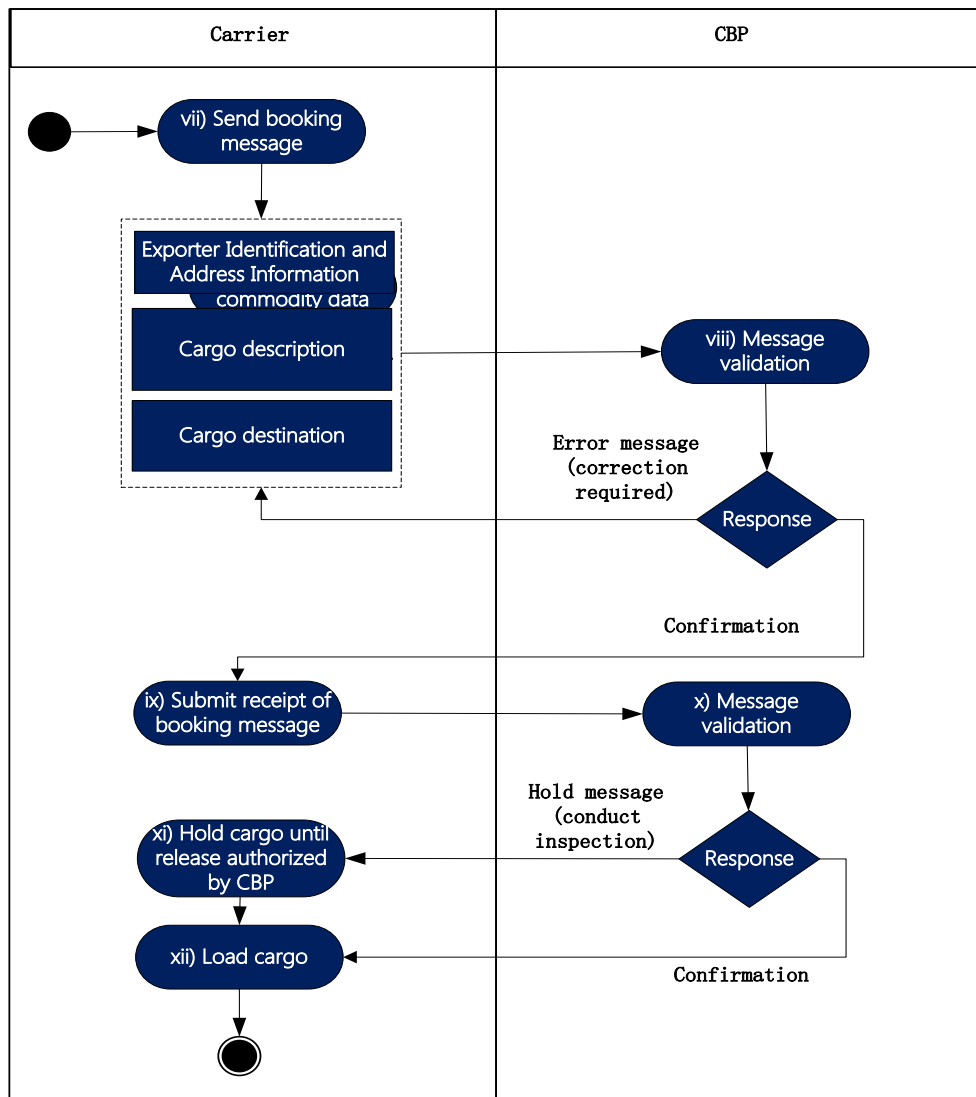 Carrier
CBP
vii) Send booking
message
Exporter Identification and
Address Information
commodity data
Cargo description
Cargo destination
viii) Message
validation
Error message
(correction
required)
Response
Confirmation
ix) Submit receipt of
booking message
x) Message
validation
Hold message
(conduct
inspection)
xi) Hold cargo until
release authorized
by CBP
Response
xii) Load cargo
Confirmation